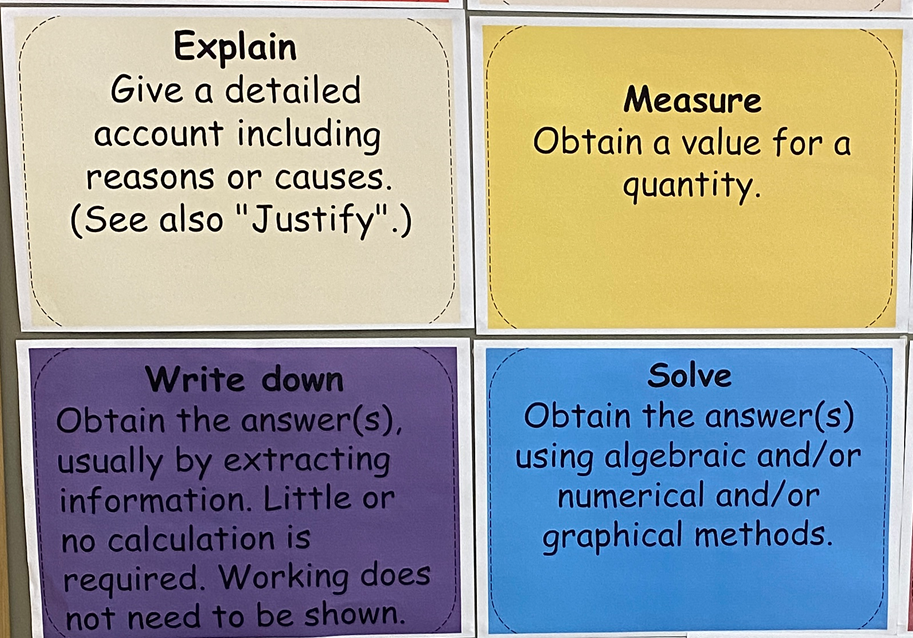 Explain
Give a detailed
account including
reasons or causes.
(See also "Justify".)
Measure
Obtain a value for a
quantity.
Write down
Obtain the answer(s),
usually by extracting
information. Little or
no calculation is
required. Working does
not need to be shown.
Solve
Obtain the answer(s)
using algebraic and/or
numerical and/or
graphical methods.